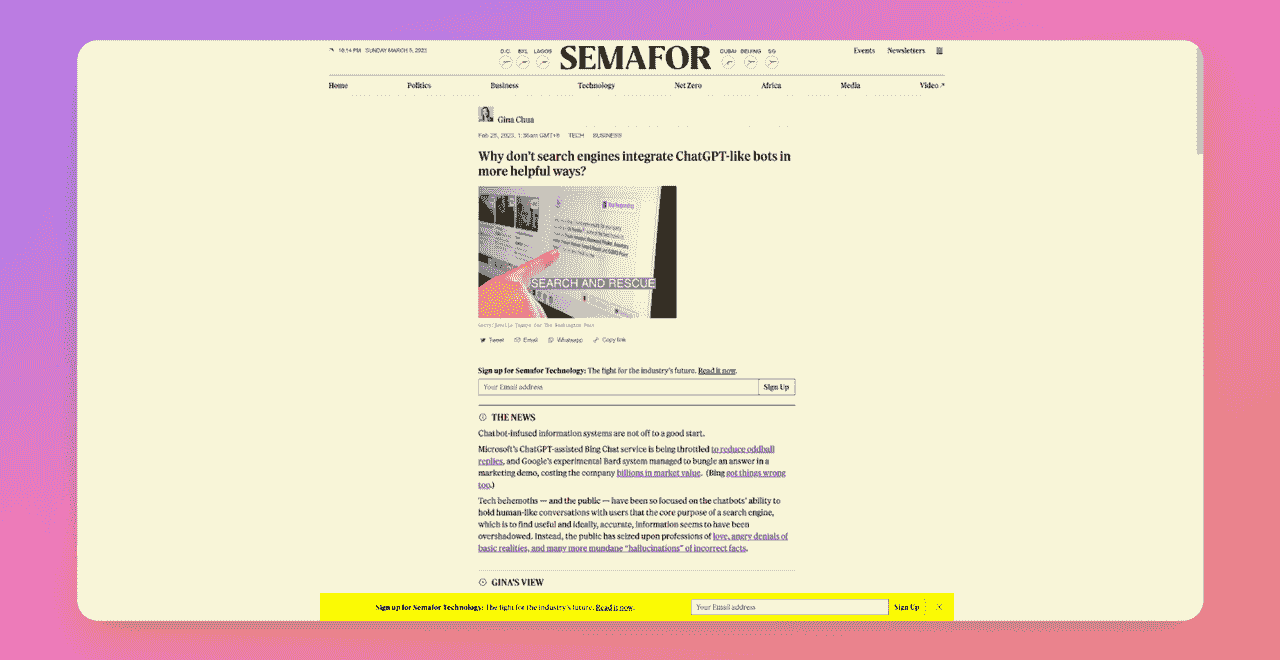 10:14 PM SUNDAY MARCH 5, 2023
D.C. BXL LAGOS
SEMAFOR
DUBAI BEIJING SG
Events Newsletters
Home Politics Business Technology Net Zero Africa Media Video ↗
Gina Chua
Feb 25, 2023, 1:36am GMT+8 TECH BUSINESS
Why don't search engines integrate ChatGPT-like bots in
more helpful ways?
SEARCH AND RESCUE
Tweet Email Whatsapp Copy link
Sign up for Semafor Technology: The fight for the industry's future. Read it now.
Your Email address Sign Up
THE NEWS
Chatbot-infused information systems are not off to a good start.
Microsoft's ChatGPT-assisted Bing Chat service is being throttled to reduce oddball
replies, and Google's experimental Bard system managed to bungle an answer in a
marketing demo, costing the company billions in market value. (Bing got things wrong
too.)
Tech behemoths — and the public — have been so focused on the chatbots' ability to
hold human-like conversations with users that the core purpose of a search engine,
which is to find useful and ideally, accurate, information seems to have been
overshadowed. Instead, the public has seized upon professions of love, angry denials of
basic realities, and many more mundane "hallucinations" of incorrect facts.
GINA'S VIEW
Sign up for Semafor Technology: The fight for the industry's future. Read it now.
Your Email address Sign Up